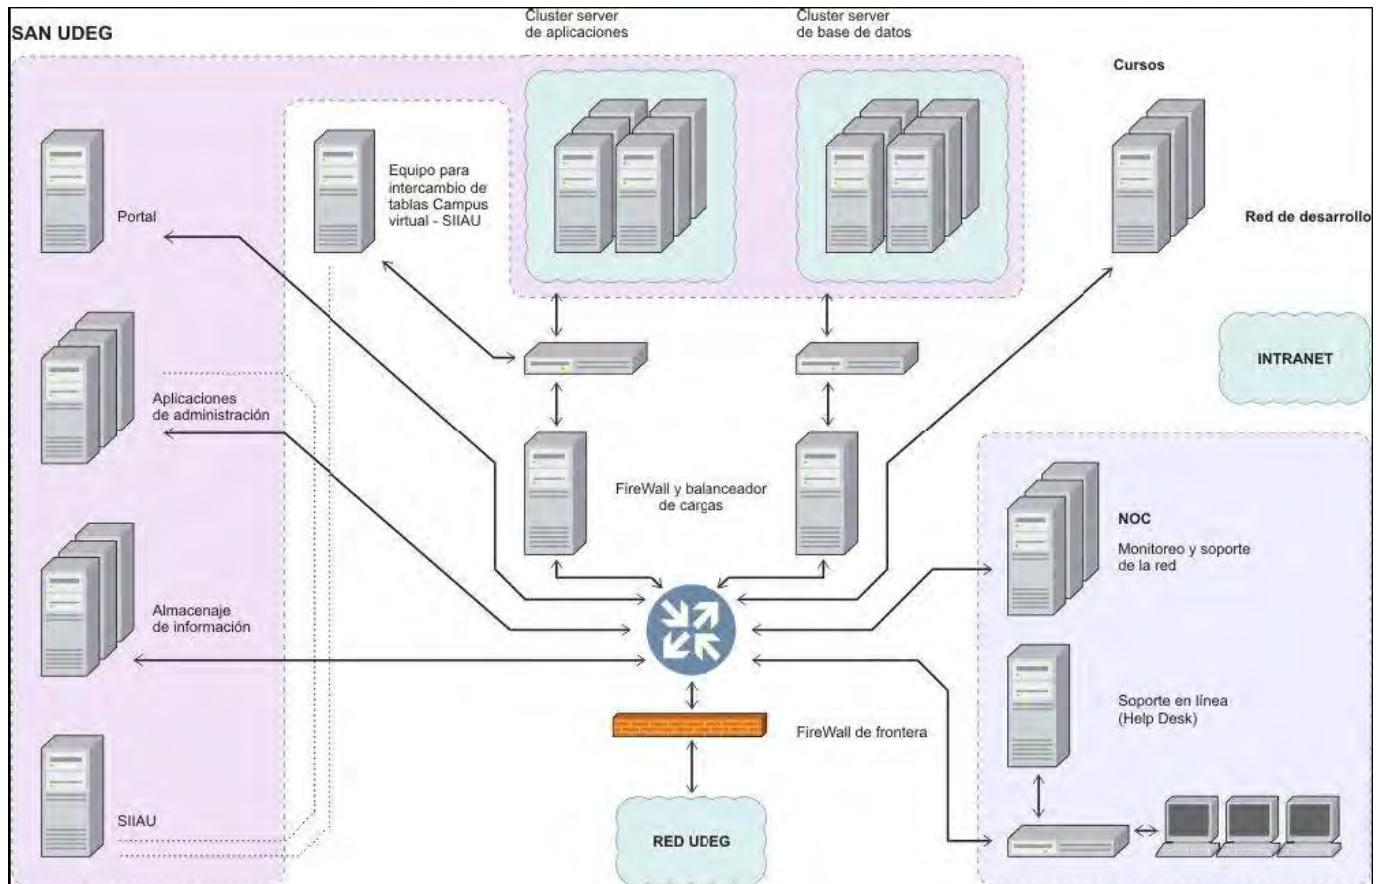 SAN UDEG
Cluster server
de aplicaciones
Cluster server
de base de datos
Cursos
Portal
Equipo para
intercambio de
tablas Campus
virtual - SIIAU
Red de desarrollo
INTRANET
Aplicaciones
de administración
FireWall y balanceador
de cargas
NOC
Monitoreo y soporte
de la red
Almacenaje
de información
Soporte en línea
(Help Desk)
FireWall de frontera
SIIAU
RED UDEG